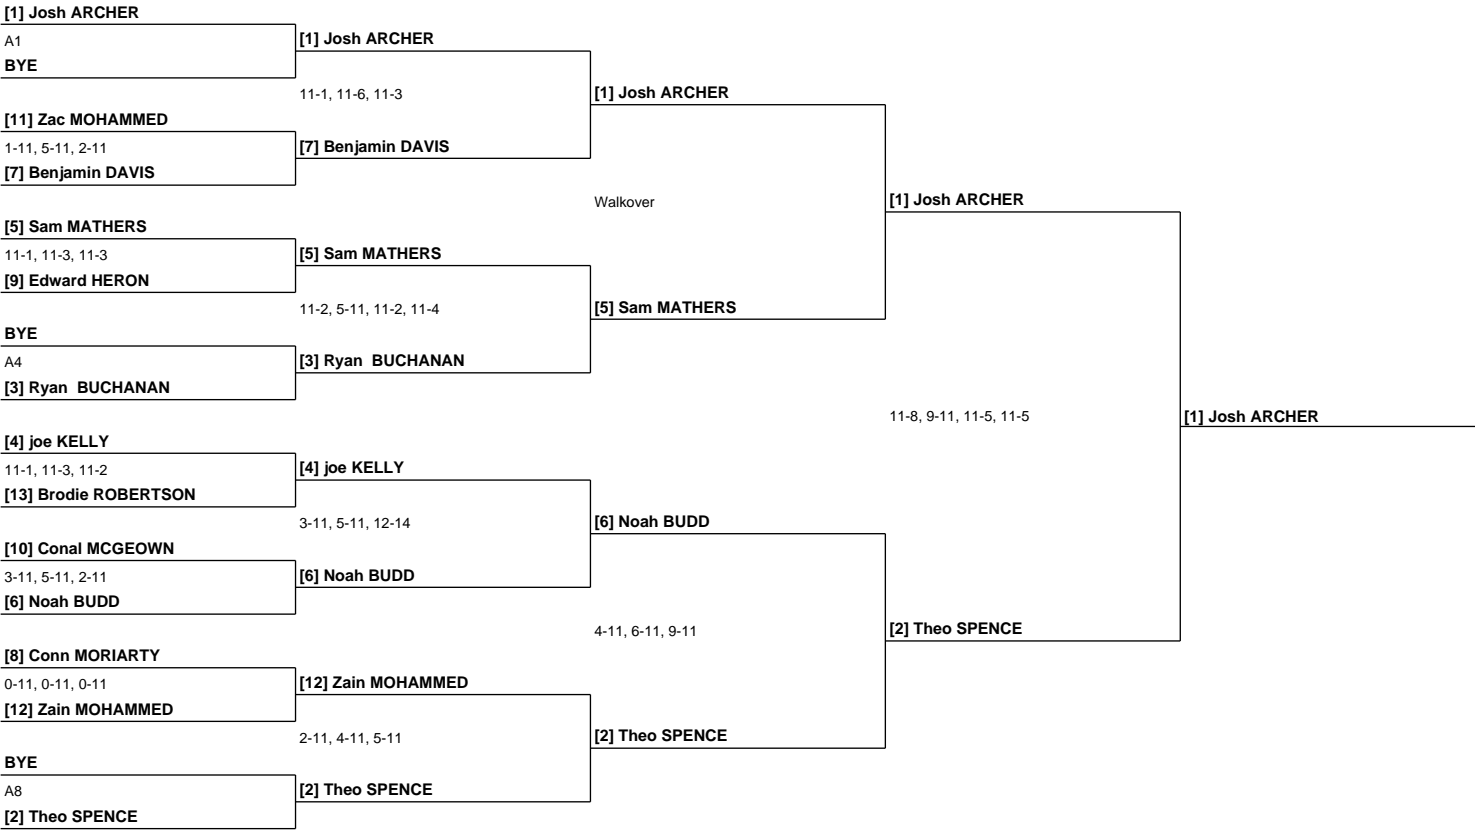 [1] Josh ARCHER
A1
BYE
[11] Zac MOHAMMED
1-11, 5-11, 2-11
[7] Benjamin DAVIS
[5] Sam MATHERS
11-1, 11-3, 11-3
[9] Edward HERON
BYE
A4
[3] Ryan  BUCHANAN
[4] joe KELLY
11-1, 11-3, 11-2
[13] Brodie ROBERTSON
[10] Conal MCGEOWN
3-11, 5-11, 2-11
[6] Noah BUDD
[8] Conn MORIARTY
0-11, 0-11, 0-11
[12] Zain MOHAMMED
BYE
A8
[2] Theo SPENCE
[1] Josh ARCHER
11-1, 11-6, 11-3
[7] Benjamin DAVIS
[5] Sam MATHERS
11-2, 5-11, 11-2, 11-4
[3] Ryan  BUCHANAN
[4] joe KELLY
3-11, 5-11, 12-14
[6] Noah BUDD
[12] Zain MOHAMMED
2-11, 4-11, 5-11
[2] Theo SPENCE
[1] Josh ARCHER
Walkover
[5] Sam MATHERS
[6] Noah BUDD
4-11, 6-11, 9-11
[2] Theo SPENCE
[1] Josh ARCHER
11-8, 9-11, 11-5, 11-5
[2] Theo SPENCE
[1] Josh ARCHER